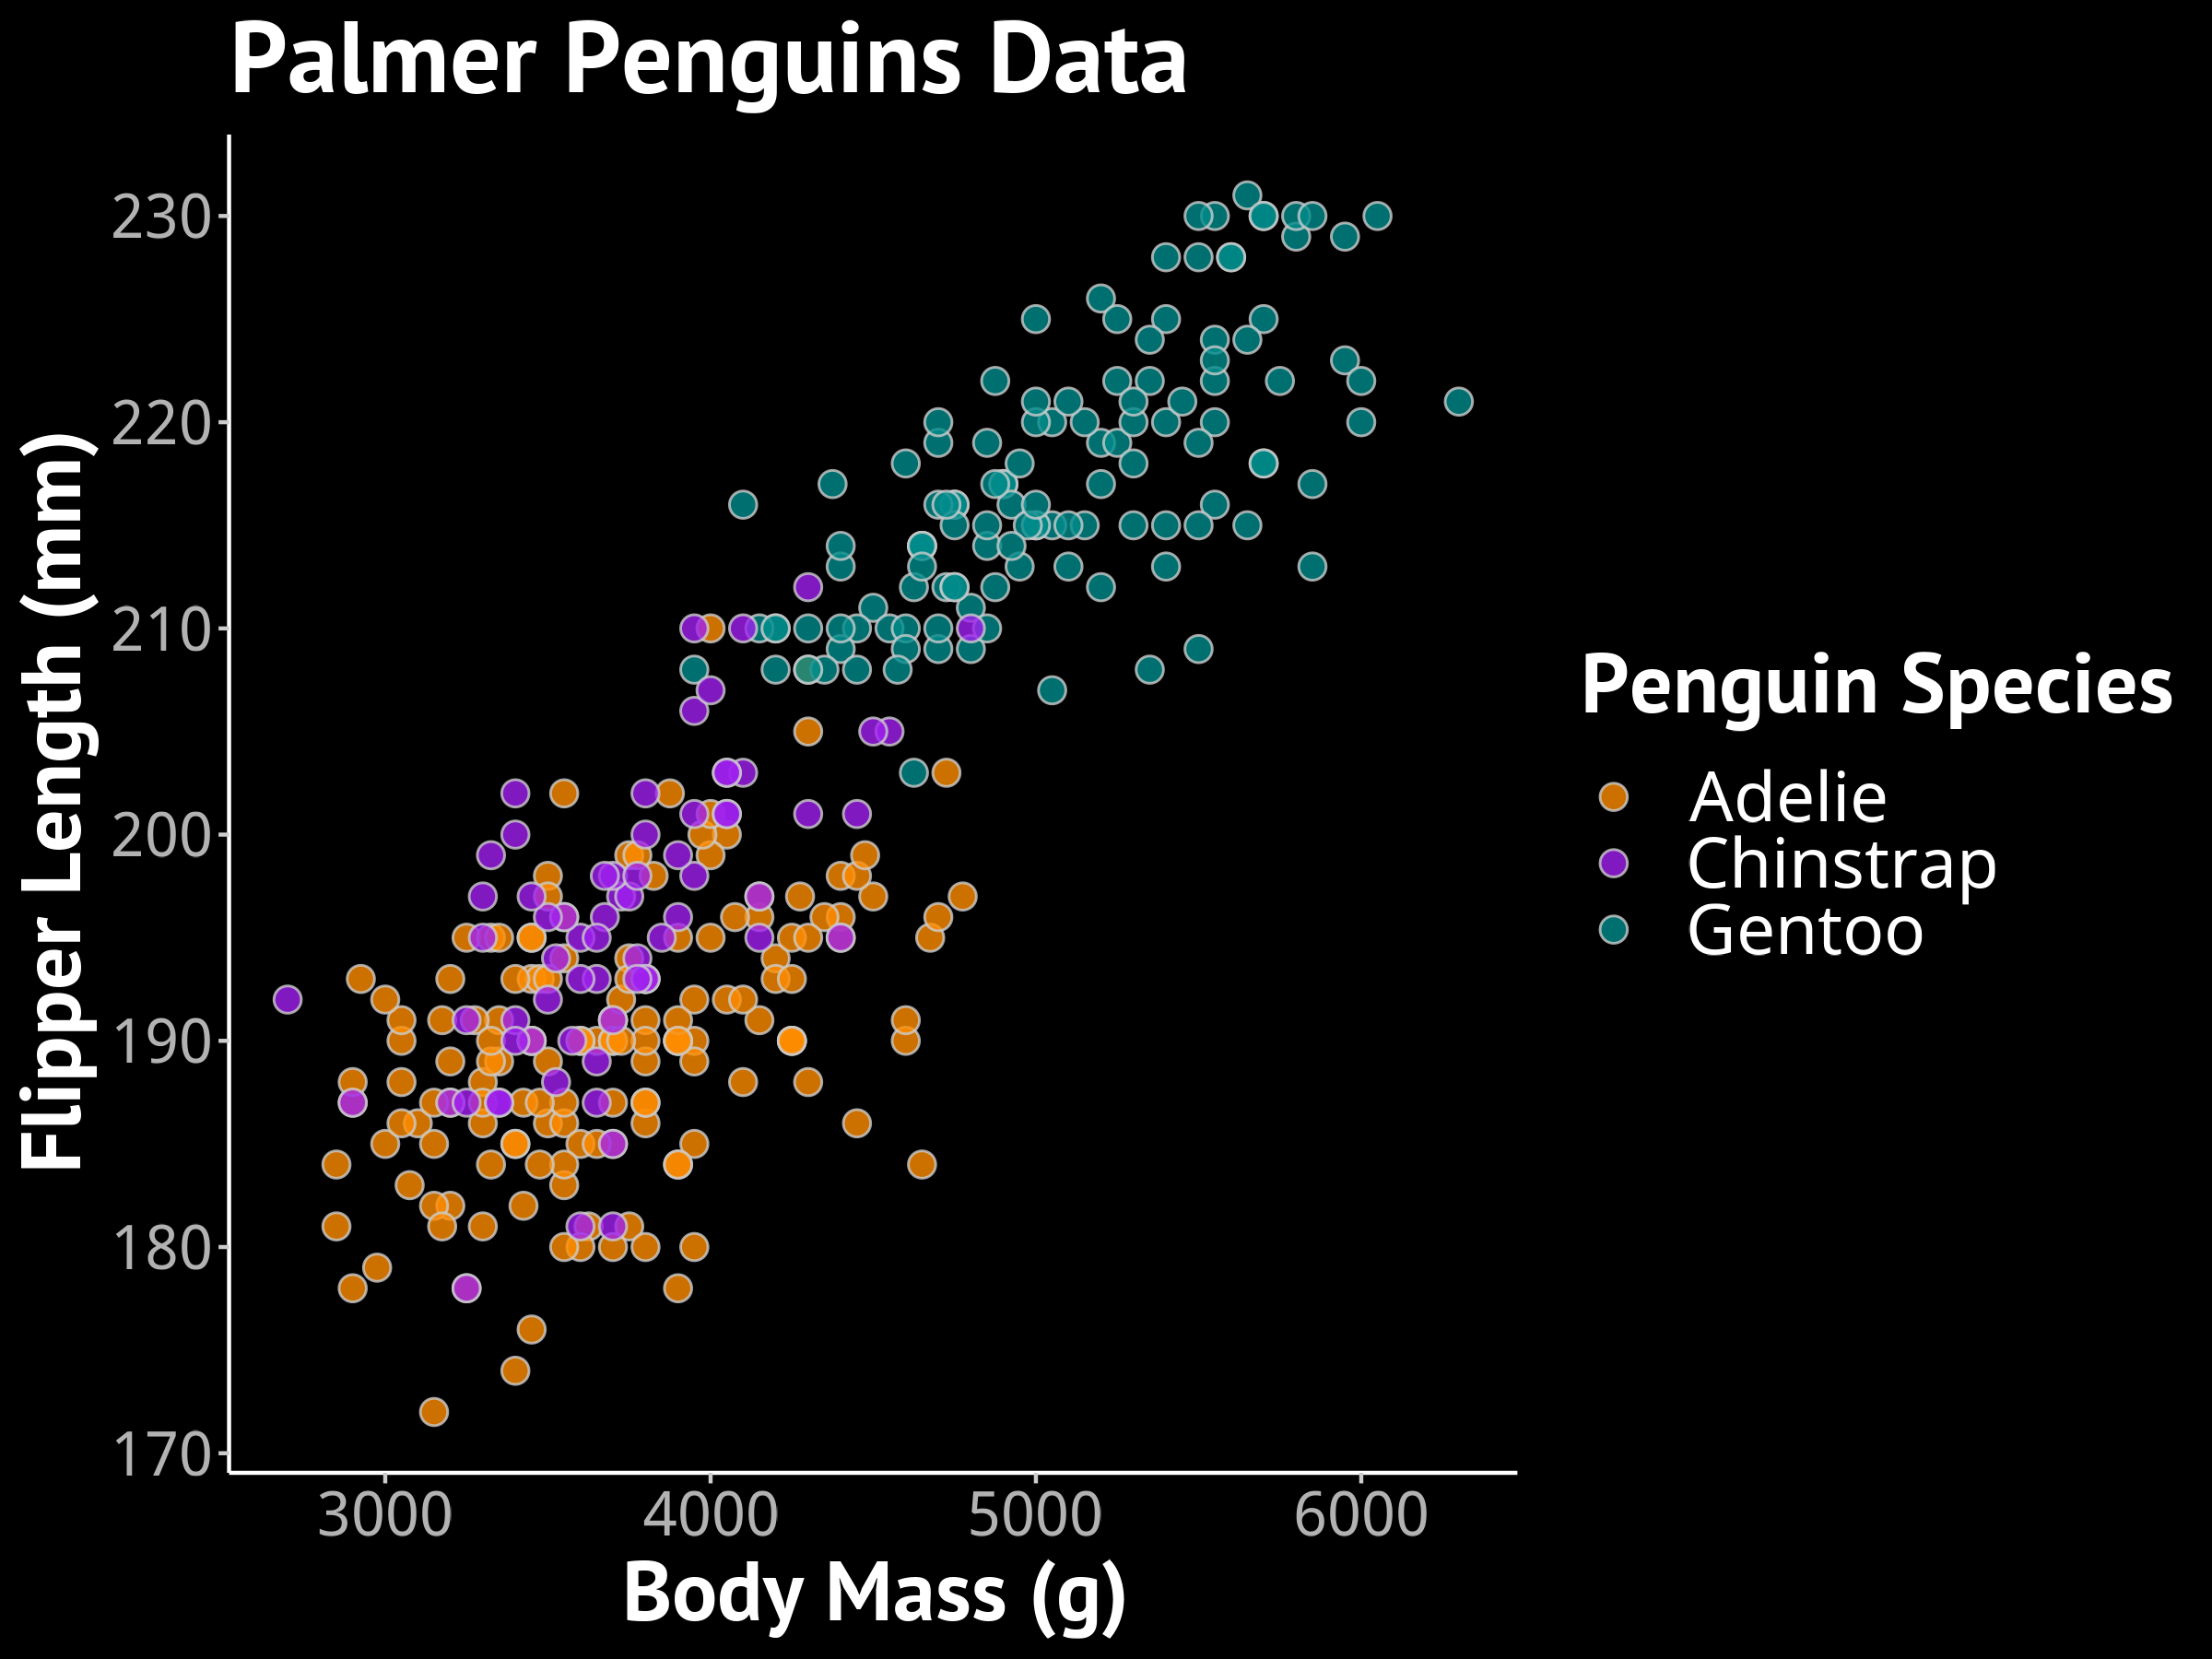 Palmer Penguins Data
Flipper Length (mm)
230
220
210
200
190
180
170
3000 4000 5000 6000
Body Mass (g)
Penguin Species
Adelie
Chinstrap
Gentoo